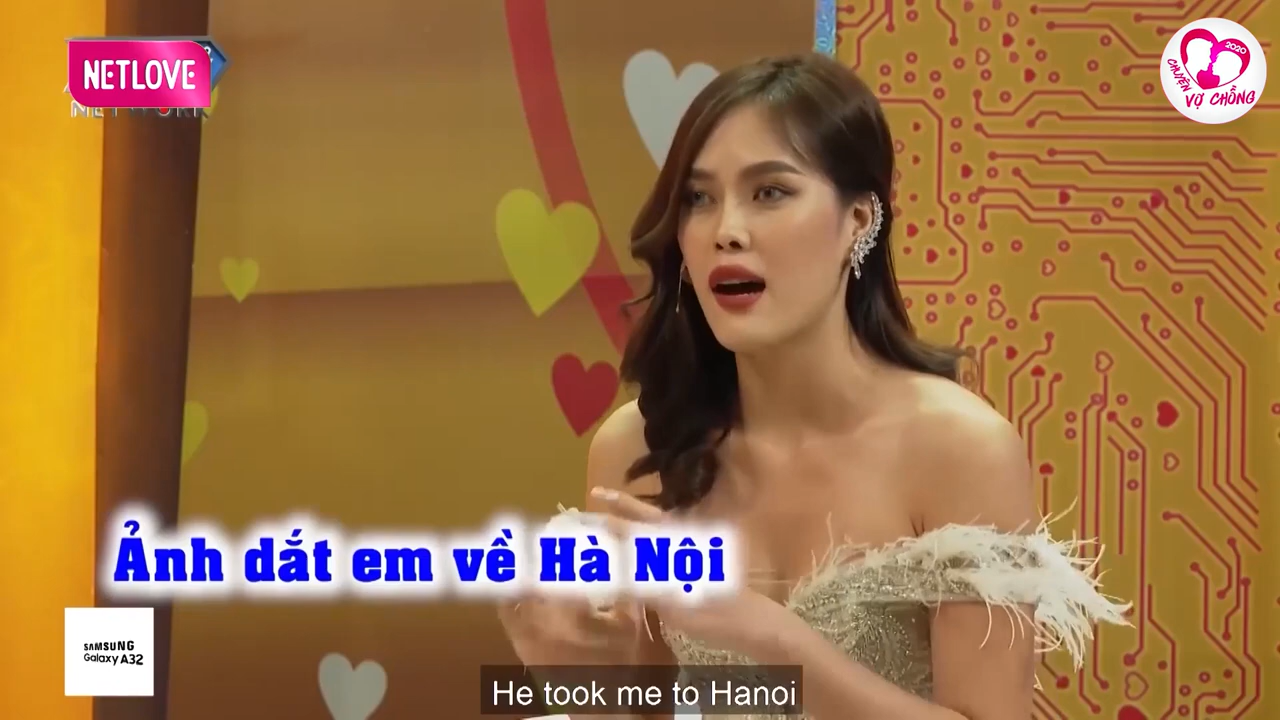 NETLOVE
NETWORK
2020
CHUYỆN
VỢ CHỒNG
Ảnh dắt em về Hà Nội
SAMSUNG
Galaxy A32
He took me to Hanoi